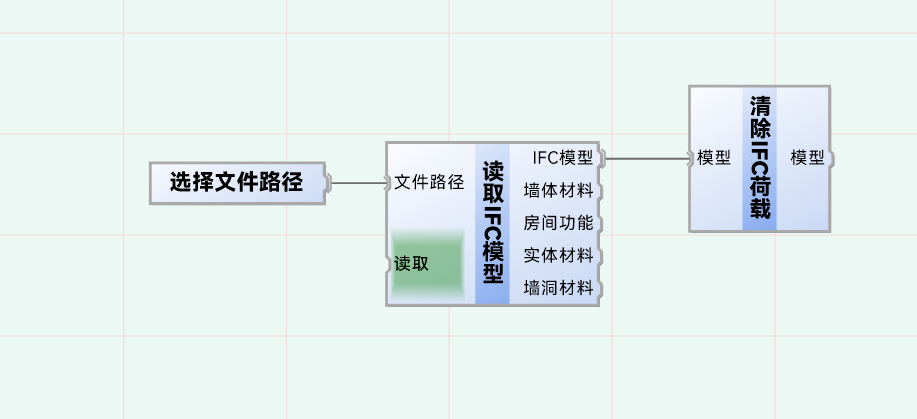 选择文件路径
文件路径
读取
读取IFC模型
IFC模型
墙体材料
房间功能
实体材料
墙洞材料
模型
清除IFC荷载
模型